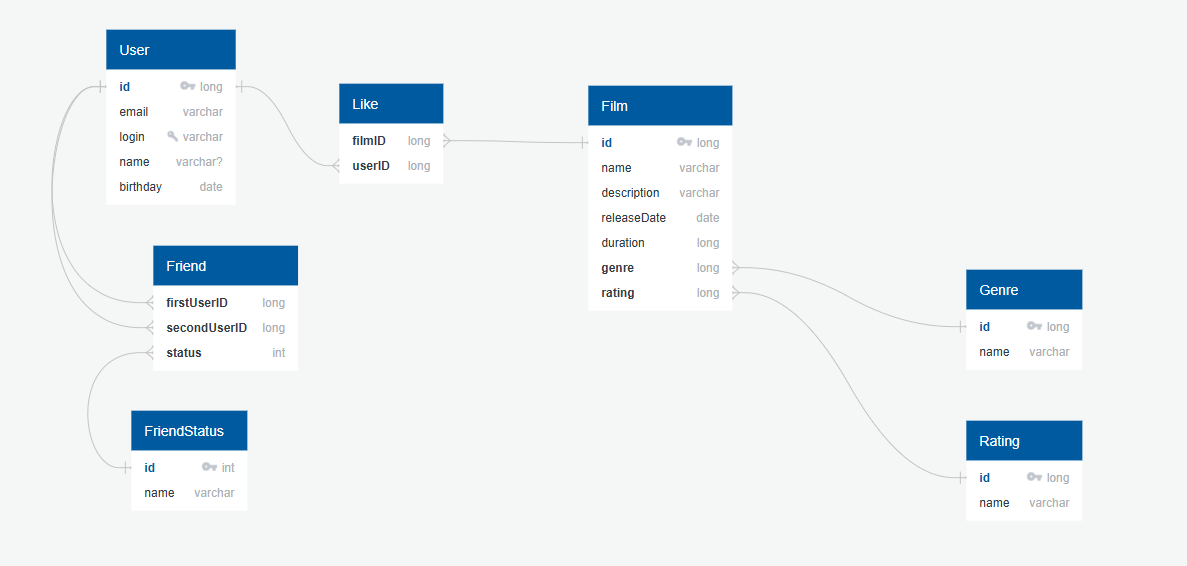 User
id long
email varchar
login varchar
name varchar?
birthday date
Like
filmID long
userID long
Film
id long
name varchar
description varchar
releaseDate date
duration long
genre long
rating long
Friend
firstUserID long
secondUserID long
status int
Genre
id long
name varchar
FriendStatus
id int
name varchar
Rating
id long
name varchar